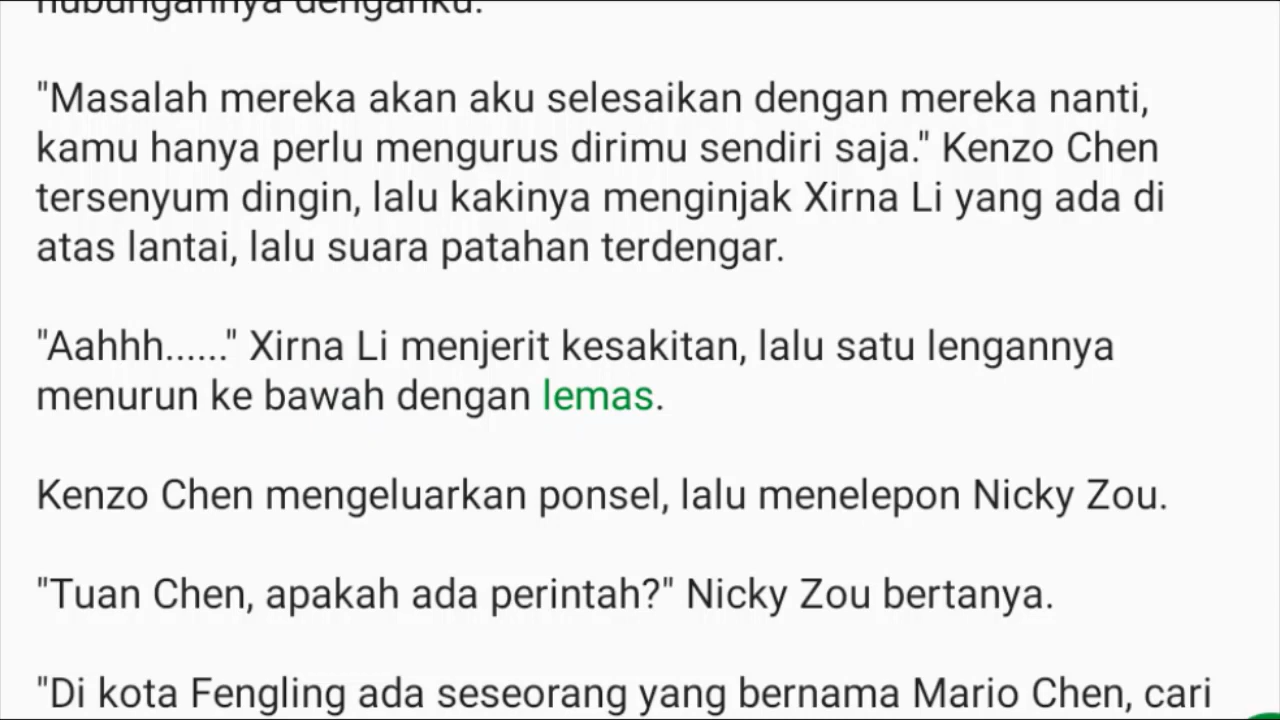 hubungannya denganku.
"Masalah mereka akan aku selesaikan dengan mereka nanti,
kamu hanya perlu mengurus dirimu sendiri saja." Kenzo Chen
tersenyum dingin, lalu kakinya menginjak Xirna Li yang ada di
atas lantai, lalu suara patahan terdengar.
"Aahhh......" Xirna Li menjerit kesakitan, lalu satu lengannya
menurun ke bawah dengan lemas.
Kenzo Chen mengeluarkan ponsel, lalu menelepon Nicky Zou.
"Tuan Chen, apakah ada perintah?" Nicky Zou bertanya.
"Di kota Fengling ada seseorang yang bernama Mario Chen, cari